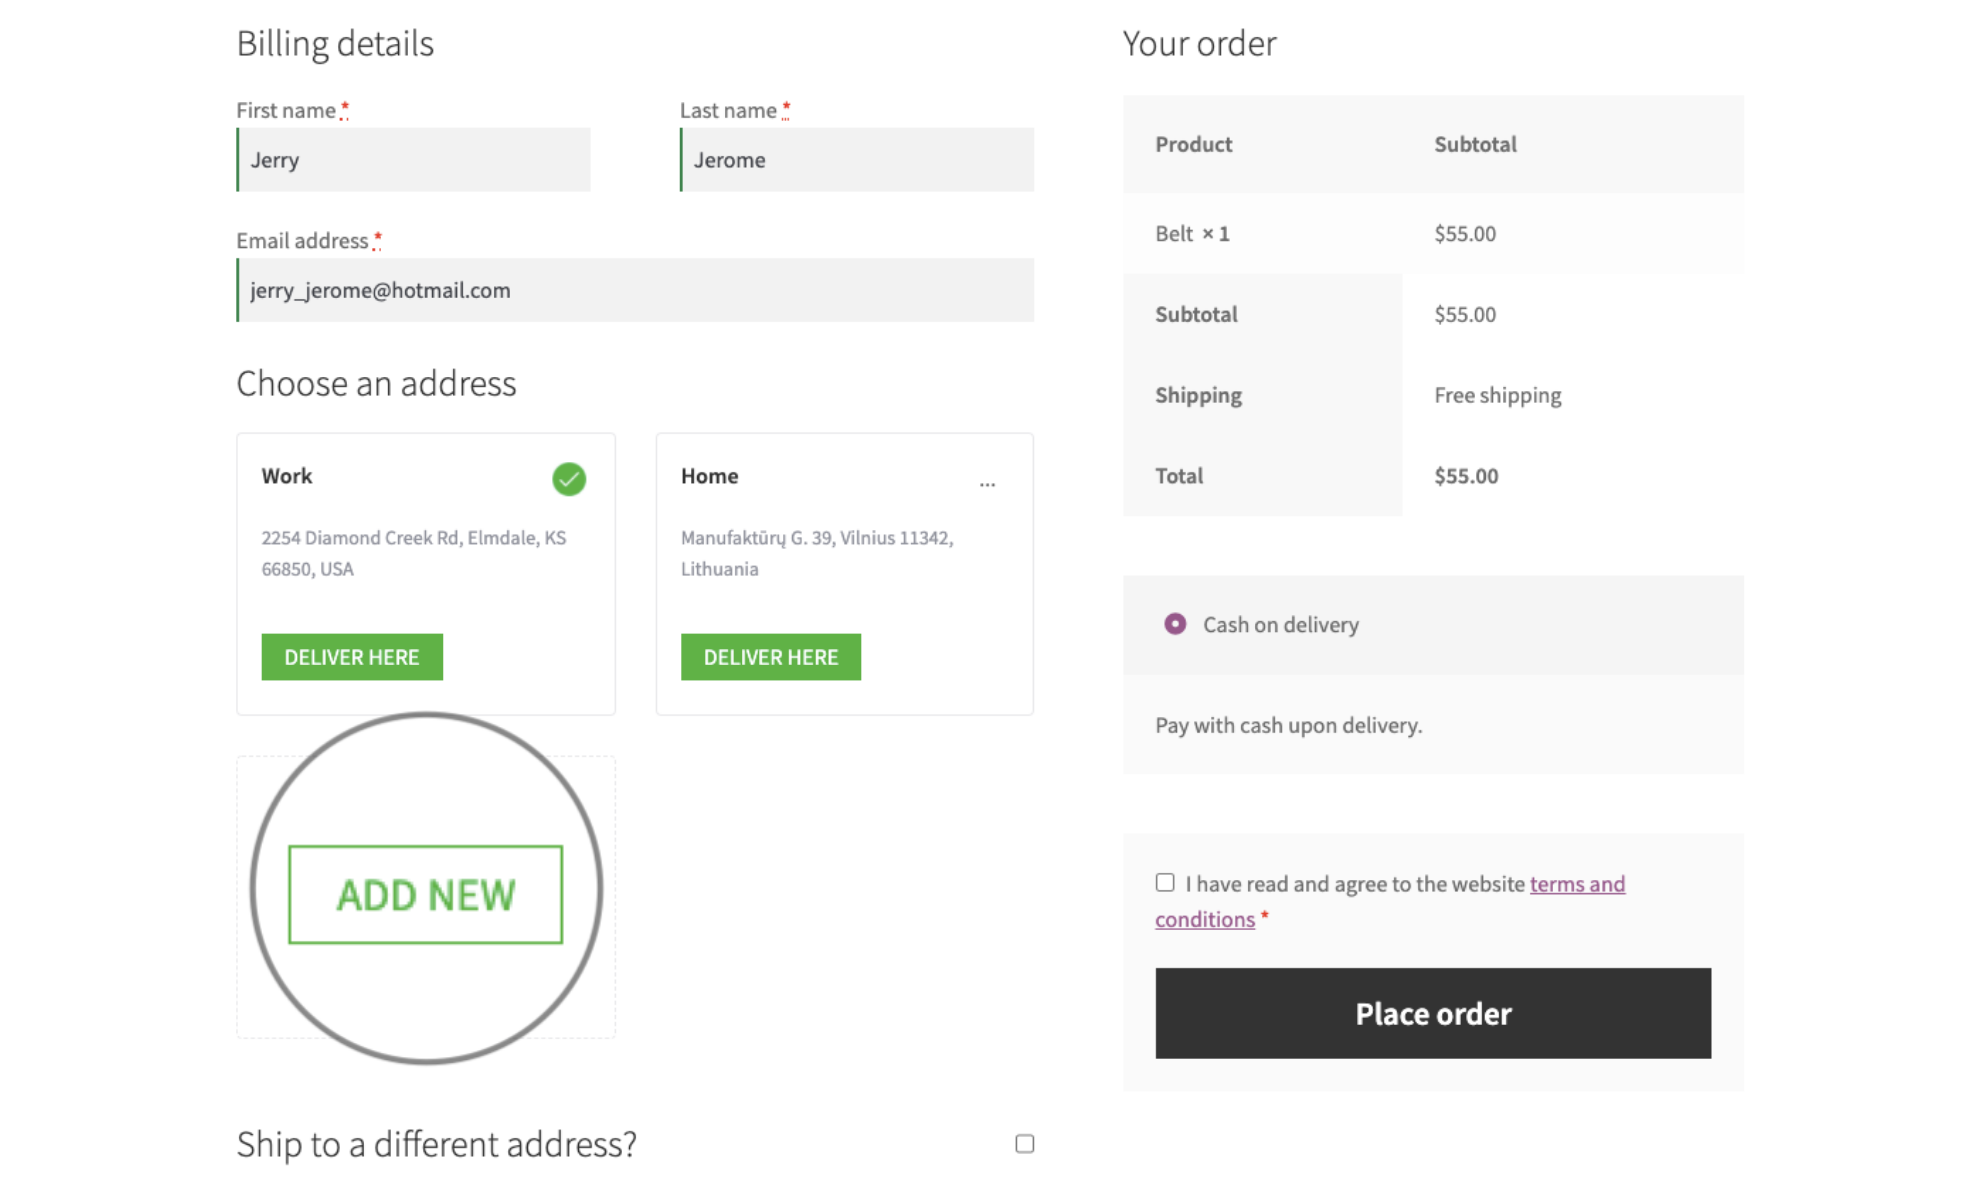 Billing details
First name *
Last name *
Jerry
Jerome
Email address *
jerry_jerome@hotmail.com
Choose an address
Work
2254 Diamond Creek Rd, Elmdale, KS
66850, USA
DELIVER HERE
Home
...
Manufaktūrų G. 39, Vilnius 11342,
Lithuania
DELIVER HERE
ADD NEW
Ship to a different address?
Your order
Product Subtotal
Belt × 1 $55.00
Subtotal $55.00
Shipping Free shipping
Total $55.00
Cash on delivery
Pay with cash upon delivery.
I have read and agree to the website terms and
conditions *
Place order